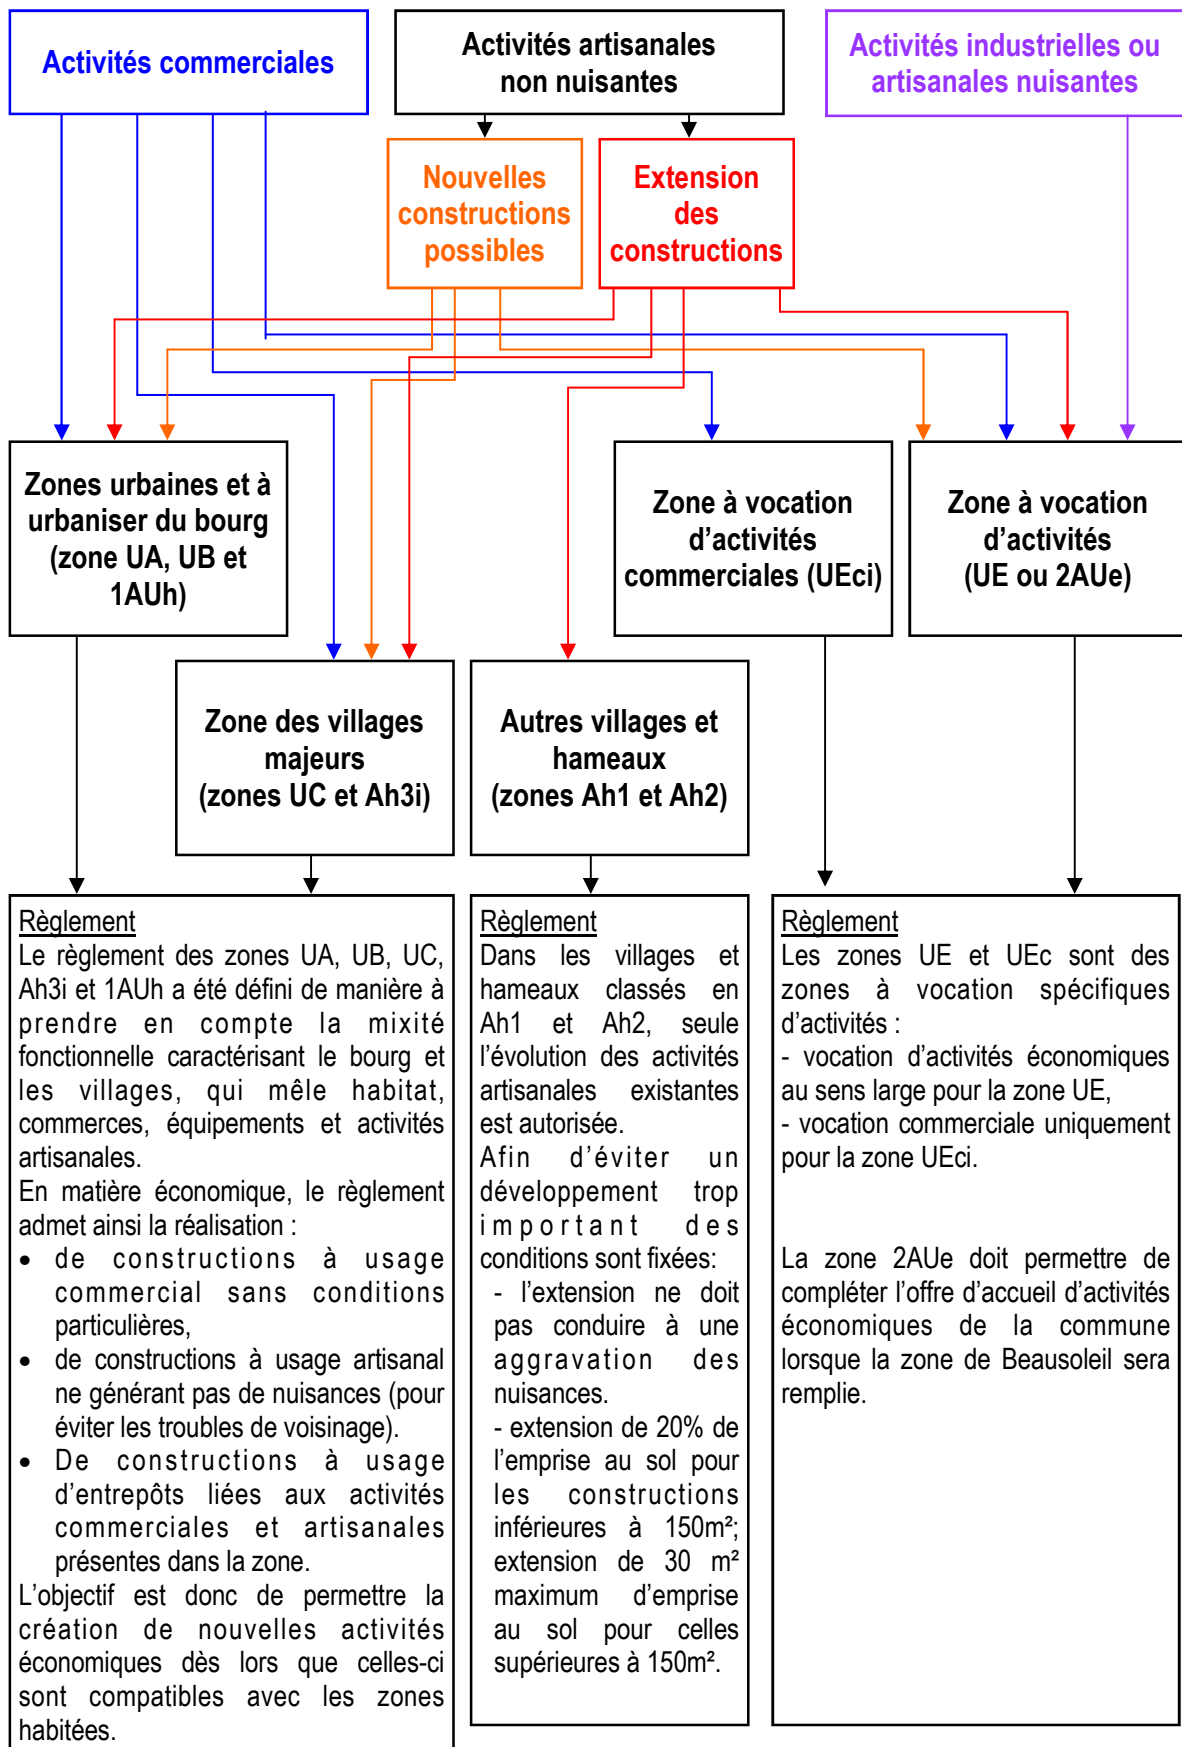 Activités commerciales
Activités artisanales
non nuisantes
Activités industrielles ou
artisanales nuisantes
Nouvelles
constructions
possibles
Extension
des
constructions
Zones urbaines et à
urbaniser du bourg
(zone UA, UB et
1AUh)
Zone à vocation
d’activités
commerciales (UEci)
Zone à vocation
d’activités
(UE ou 2AUe)
Zone des villages
majeurs
(zones UC et Ah3i)
Autres villages et
hameaux
(zones Ah1 et Ah2)
Règlement
Le règlement des zones UA, UB, UC,
Ah3i et 1AUh a été défini de manière à
prendre en compte la mixité
fonctionnelle caractérisant le bourg et
les villages, qui mêle habitat,
commerces, équipements et activités
artisanales.
En matière économique, le règlement
admet ainsi la réalisation :
• de constructions à usage
commercial sans conditions
particulières,
• de constructions à usage artisanal
ne générant pas de nuisances (pour
éviter les troubles de voisinage).
• De constructions à usage
d’entrepôts liées aux activités
commerciales et artisanales
présentes dans la zone.
L’objectif est donc de permettre la
création de nouvelles activités
économiques dès lors que celles-ci
sont compatibles avec les zones
habitées.
Règlement
Dans les villages et
hameaux classés en
Ah1 et Ah2, seule
l’évolution des activités
artisanales existantes
est autorisée.
Afin d’éviter un
développement trop
important des
conditions sont fixées:
- l’extension ne doit
pas conduire à une
aggravation des
nuisances.
- extension de 20% de
l’emprise au sol pour
les constructions
inférieures à 150m²;
extension de 30 m²
maximum d’emprise
au sol pour celles
supérieures à 150m².
Règlement
Les zones UE et UEc sont des
zones à vocation spécifiques
d’activités :
- vocation d’activités économiques
au sens large pour la zone UE,
- vocation commerciale uniquement
pour la zone UEci.
La zone 2AUe doit permettre de
compléter l’offre d’accueil d’activités
économiques de la commune
lorsque la zone de Beausoleil sera
remplie.